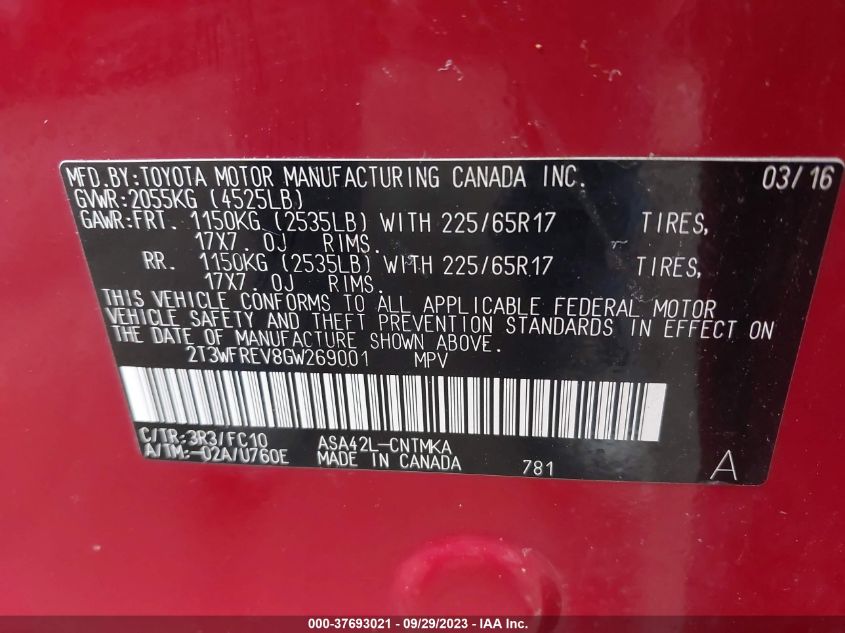 MFD.BY:TOYOTA MOTOR MANUFACTURING CANADA INC. 03/16
GVWR:2055KG (4525LB)
GAWR:FRT. 1150KG (2535LB) WITH 225/65R17 TIRES,
17X7.0J RIMS.
RR. 1150KG (2535LB) WITH 225/65R17 TIRES,
17X7.0J RIMS.
THIS VEHICLE CONFORMS TO ALL APPLICABLE FEDERAL MOTOR
VEHICLE SAFETY AND THEFT PREVENTION STANDARDS IN EFFECT ON
THE DATE OF MANUFACTURE SHOWN ABOVE.
2T3WFREV8GW269001 MPV
C/TR:3R3/FC10 ASA42L-CNTMKA
A/TM:-02A/U760E MADE IN CANADA 781 A
000-37693021 / 09/29/2023 - IAA Inc.